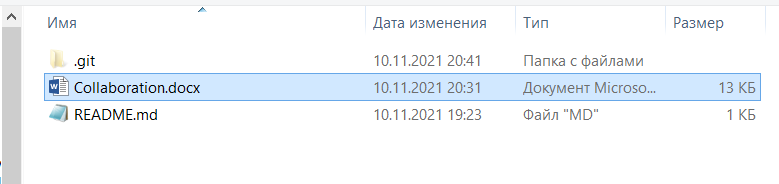 Имя Дата изменения Тип Размер
.git 10.11.2021 20:41 Папка с файлами
Collaboration.docx 10.11.2021 20:31 Документ Microso... 13 КБ
README.md 10.11.2021 19:23 Файл "MD" 1 КБ